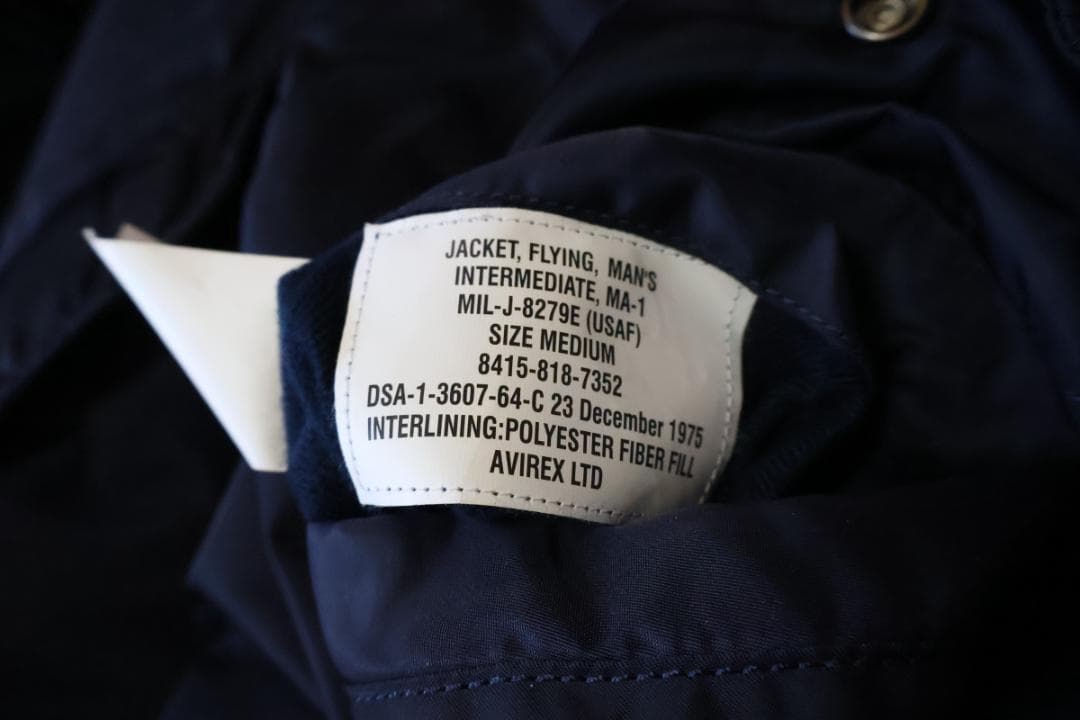 JACKET, FLYING, MAN'S
INTERMEDIATE, MA-1
MIL-J-8279E (USAF)
SIZE MEDIUM
8415-818-7352
DSA-1-3607-64-C 23 December 1975
INTERLINING:POLYESTER FIBER FILL
AVIREX LTD